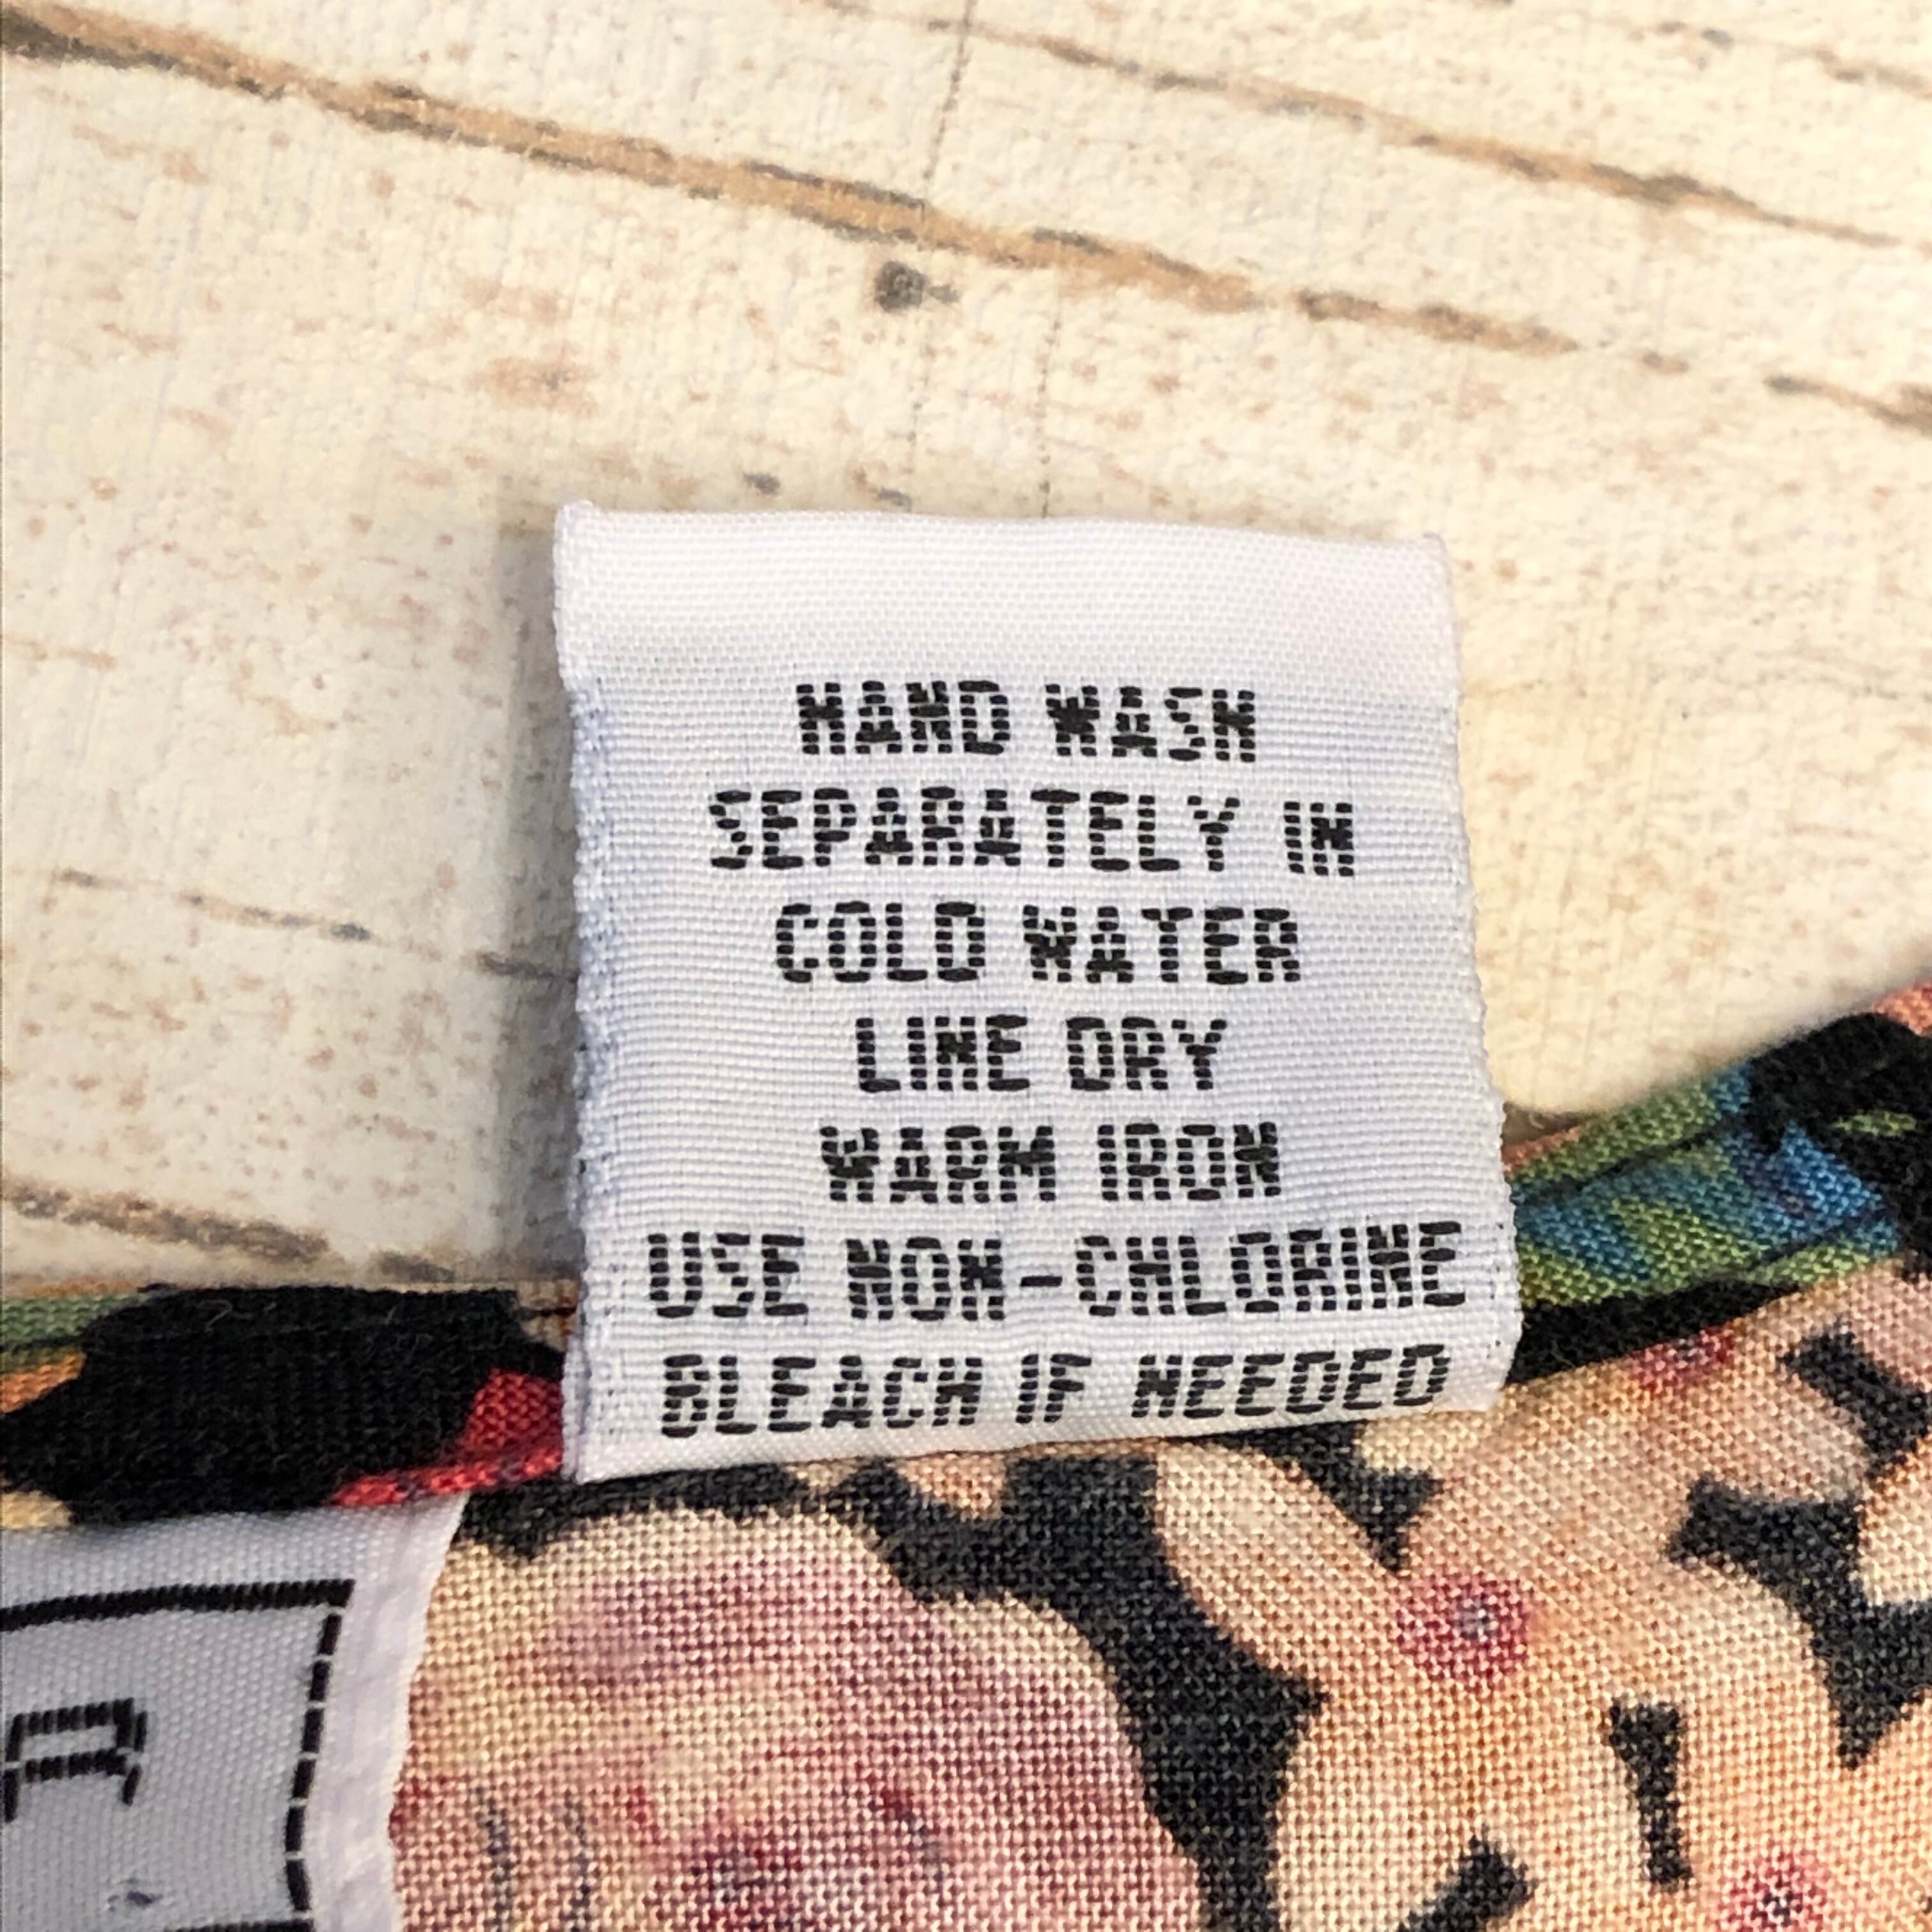 HAND WASH
SEPARATELY IN
COLD WATER
LINE DRY
WARM IRON
USE NON-CHLORINE
BLEACH IF NEEDED